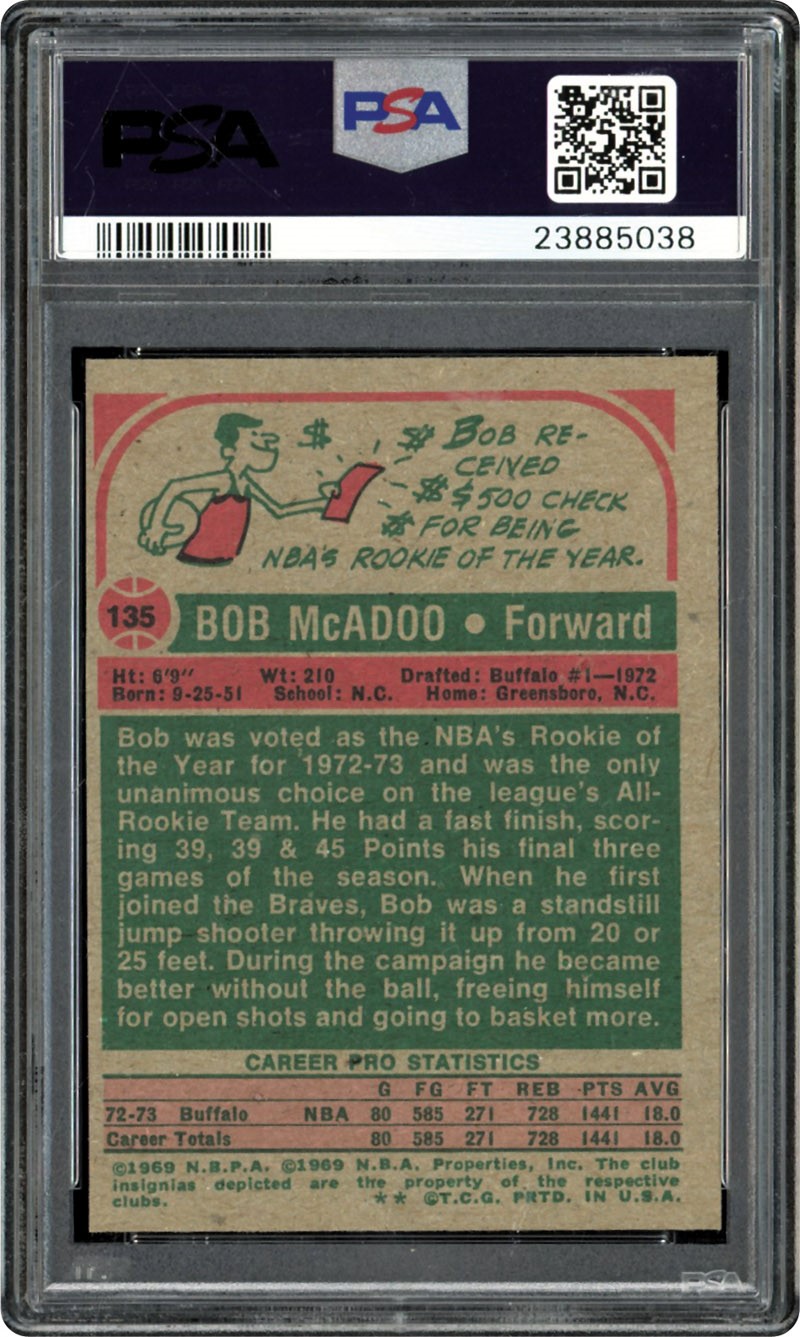 PSA
PSA
23885038
$ $ BOB RE-
CEIVED
$ $500 CHECK
$ FOR BEING
NBA'S ROOKIE OF THE YEAR.
135 BOB McADOO • Forward
Ht: 6'9" Wt: 210 Drafted: Buffalo #1—1972
Born: 9-25-51 School: N.C. Home: Greensboro, N.C.
Bob was voted as the NBA's Rookie of
the Year for 1972-73 and was the only
unanimous choice on the league's All-
Rookie Team. He had a fast finish, scor-
ing 39, 39 & 45 Points his final three
games of the season. When he first
joined the Braves, Bob was a standstill
jump shooter throwing it up from 20 or
25 feet. During the campaign he became
better without the ball, freeing himself
for open shots and going to basket more.
CAREER PRO STATISTICS
G FG FT REB PTS AVG
72-73 Buffalo NBA 80 585 271 728 1441 18.0
Career Totals 80 585 271 728 1441 18.0
©1969 N.B.P.A. ©1969 N.B.A. Properties, Inc. The club
insignias depicted are the property of the respective
clubs. ** ©T.C.G. PRTD. IN U.S.A.
PSA